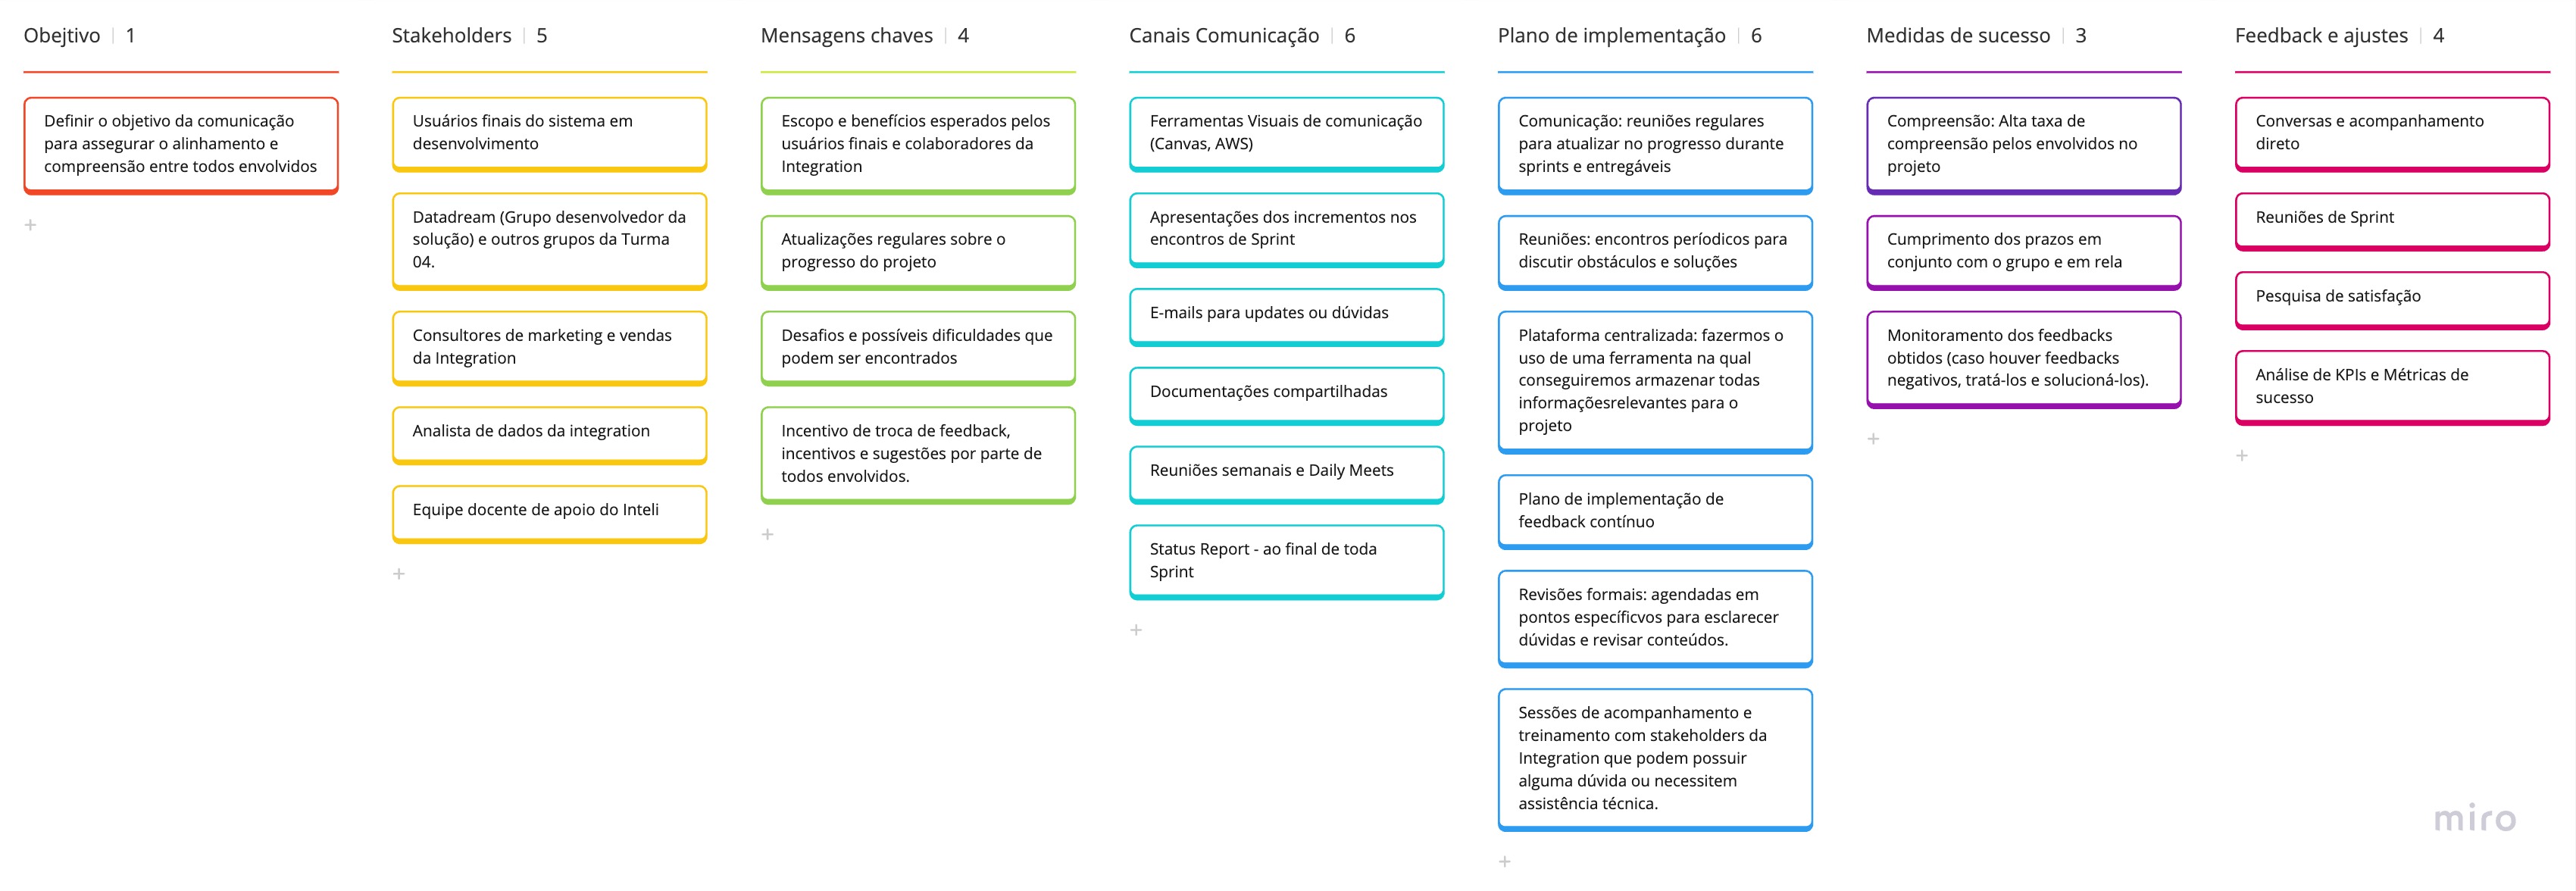 Obejtivo | 1
Definir o objetivo da comunicação
para assegurar o alinhamento e
compreensão entre todos envolvidos
+
Stakeholders | 5
Usuários finais do sistema em
desenvolvimento
Datadream (Grupo desenvolvedor da
solução) e outros grupos da Turma
04.
Consultores de marketing e vendas
da Integration
Analista de dados da integration
Equipe docente de apoio do Inteli
+
Mensagens chaves | 4
Escopo e benefícios esperados pelos
usuários finais e colaboradores da
Integration
Atualizações regulares sobre o
progresso do projeto
Desafios e possíveis dificuldades que
podem ser encontrados
Incentivo de troca de feedback,
incentivos e sugestões por parte de
todos envolvidos.
+
Canais Comunicação | 6
Ferramentas Visuais de comunicação
(Canvas, AWS)
Apresentações dos incrementos nos
encontros de Sprint
E-mails para updates ou dúvidas
Documentações compartilhadas
Reuniões semanais e Daily Meets
Status Report - ao final de toda
Sprint
+
Plano de implementação | 6
Comunicação: reuniões regulares
para atualizar no progresso durante
sprints e entregáveis
Reuniões: encontros períodicos para
discutir obstáculos e soluções
Plataforma centralizada: fazermos o
uso de uma ferramenta na qual
conseguiremos armazenar todas
informaçõesrelevantes para o
projeto
Plano de implementação de
feedback contínuo
Revisões formais: agendadas em
pontos específicvos para esclarecer
dúvidas e revisar conteúdos.
Sessões de acompanhamento e
treinamento com stakeholders da
Integration que podem possuir
alguma dúvida ou necessitem
assistência técnica.
+
Medidas de sucesso | 3
Compreensão: Alta taxa de
compreensão pelos envolvidos no
projeto
Cumprimento dos prazos em
conjunto com o grupo e em rela
Monitoramento dos feedbacks
obtidos (caso houver feedbacks
negativos, tratá-los e solucioná-los).
+
Feedback e ajustes | 4
Conversas e acompanhamento
direto
Reuniões de Sprint
Pesquisa de satisfação
Análise de KPIs e Métricas de
sucesso
+
miro